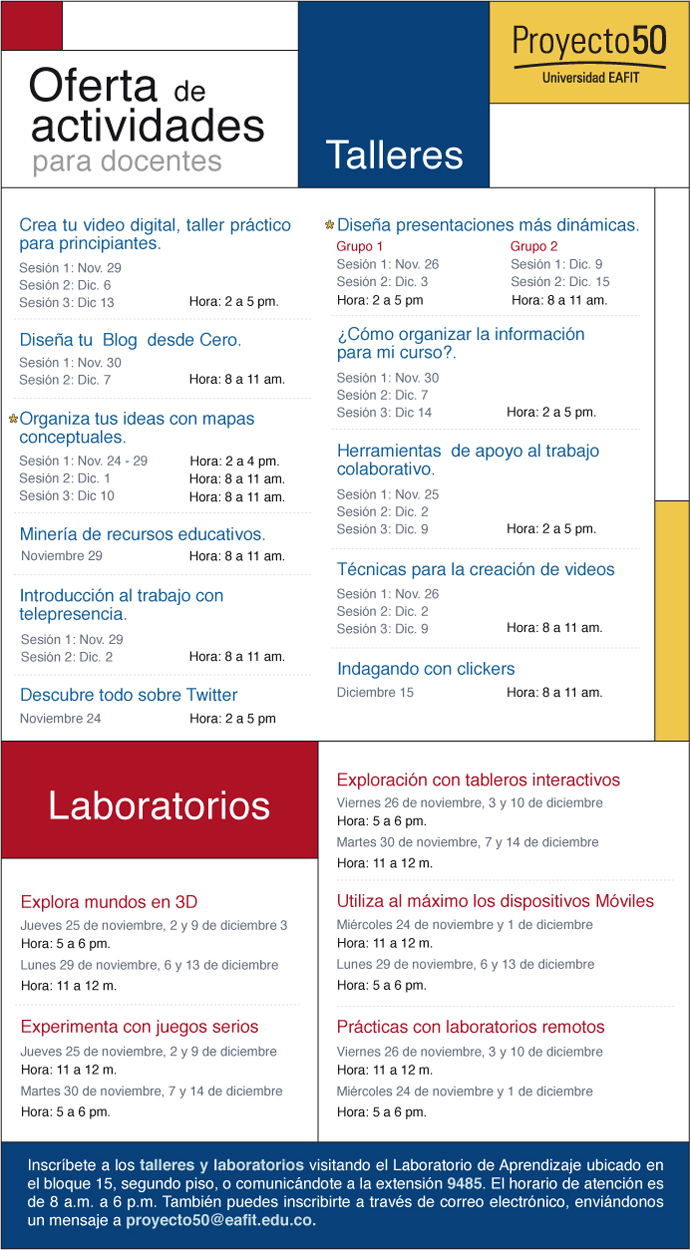 Oferta de
actividades
para docentes
Talleres
Proyecto50
Universidad EAFIT
Crea tu video digital, taller práctico
para principiantes.
Sesión 1: Nov. 29
Sesión 2: Dic. 6
Sesión 3: Dic 13 Hora: 2 a 5 pm.
Diseña tu Blog desde Cero.
Sesión 1: Nov. 30
Sesión 2: Dic. 7 Hora: 8 a 11 am.
*Organiza tus ideas con mapas
conceptuales.
Sesión 1: Nov. 24 - 29 Hora: 2 a 4 pm.
Sesión 2: Dic. 1 Hora: 8 a 11 am.
Sesión 3: Dic 10 Hora: 8 a 11 am.
Minería de recursos educativos.
Noviembre 29 Hora: 8 a 11 am.
Introducción al trabajo con
telepresencia.
Sesión 1: Nov. 29
Sesión 2: Dic. 2 Hora: 8 a 11 am.
Descubre todo sobre Twitter
Noviembre 24 Hora: 2 a 5 pm
*Diseña presentaciones más dinámicas.
Grupo 1 Grupo 2
Sesión 1: Nov. 26 Sesión 1: Dic. 9
Sesión 2: Dic. 3 Sesión 2: Dic. 15
Hora: 2 a 5 pm Hora: 8 a 11 am.
¿Cómo organizar la información
para mi curso?.
Sesión 1: Nov. 30
Sesión 2: Dic. 7
Sesión 3: Dic 14 Hora: 2 a 5 pm.
Herramientas de apoyo al trabajo
colaborativo.
Sesión 1: Nov. 25
Sesión 2: Dic. 2
Sesión 3: Dic. 9 Hora: 2 a 5 pm.
Técnicas para la creación de videos
Sesión 1: Nov. 26
Sesión 2: Dic. 2
Sesión 3: Dic. 9 Hora: 8 a 11 am.
Indagando con clickers
Diciembre 15 Hora: 8 a 11 am.
Laboratorios
Explora mundos en 3D
Jueves 25 de noviembre, 2 y 9 de diciembre 3
Hora: 5 a 6 pm.
Lunes 29 de noviembre, 6 y 13 de diciembre
Hora: 11 a 12 m.
Experimenta con juegos serios
Jueves 25 de noviembre, 2 y 9 de diciembre
Hora: 11 a 12 m.
Martes 30 de noviembre, 7 y 14 de diciembre
Hora: 5 a 6 pm.
Exploración con tableros interactivos
Viernes 26 de noviembre, 3 y 10 de diciembre
Hora: 5 a 6 pm.
Martes 30 de noviembre, 7 y 14 de diciembre
Hora: 11 a 12 m.
Utiliza al máximo los dispositivos Móviles
Miércoles 24 de noviembre y 1 de diciembre
Hora: 11 a 12 m.
Lunes 29 de noviembre, 6 y 13 de diciembre
Hora: 5 a 6 pm.
Prácticas con laboratorios remotos
Viernes 26 de noviembre, 3 y 10 de diciembre
Hora: 11 a 12 m.
Miércoles 24 de noviembre y 1 de diciembre
Hora: 5 a 6 pm.
Inscríbete a los talleres y laboratorios visitando el Laboratorio de Aprendizaje ubicado en
el bloque 15, segundo piso, o comunicándote a la extensión 9485. El horario de atención es
de 8 a.m. a 6 p.m. También puedes inscribirte a través de correo electrónico, enviándonos
un mensaje a proyecto50@eafit.edu.co.